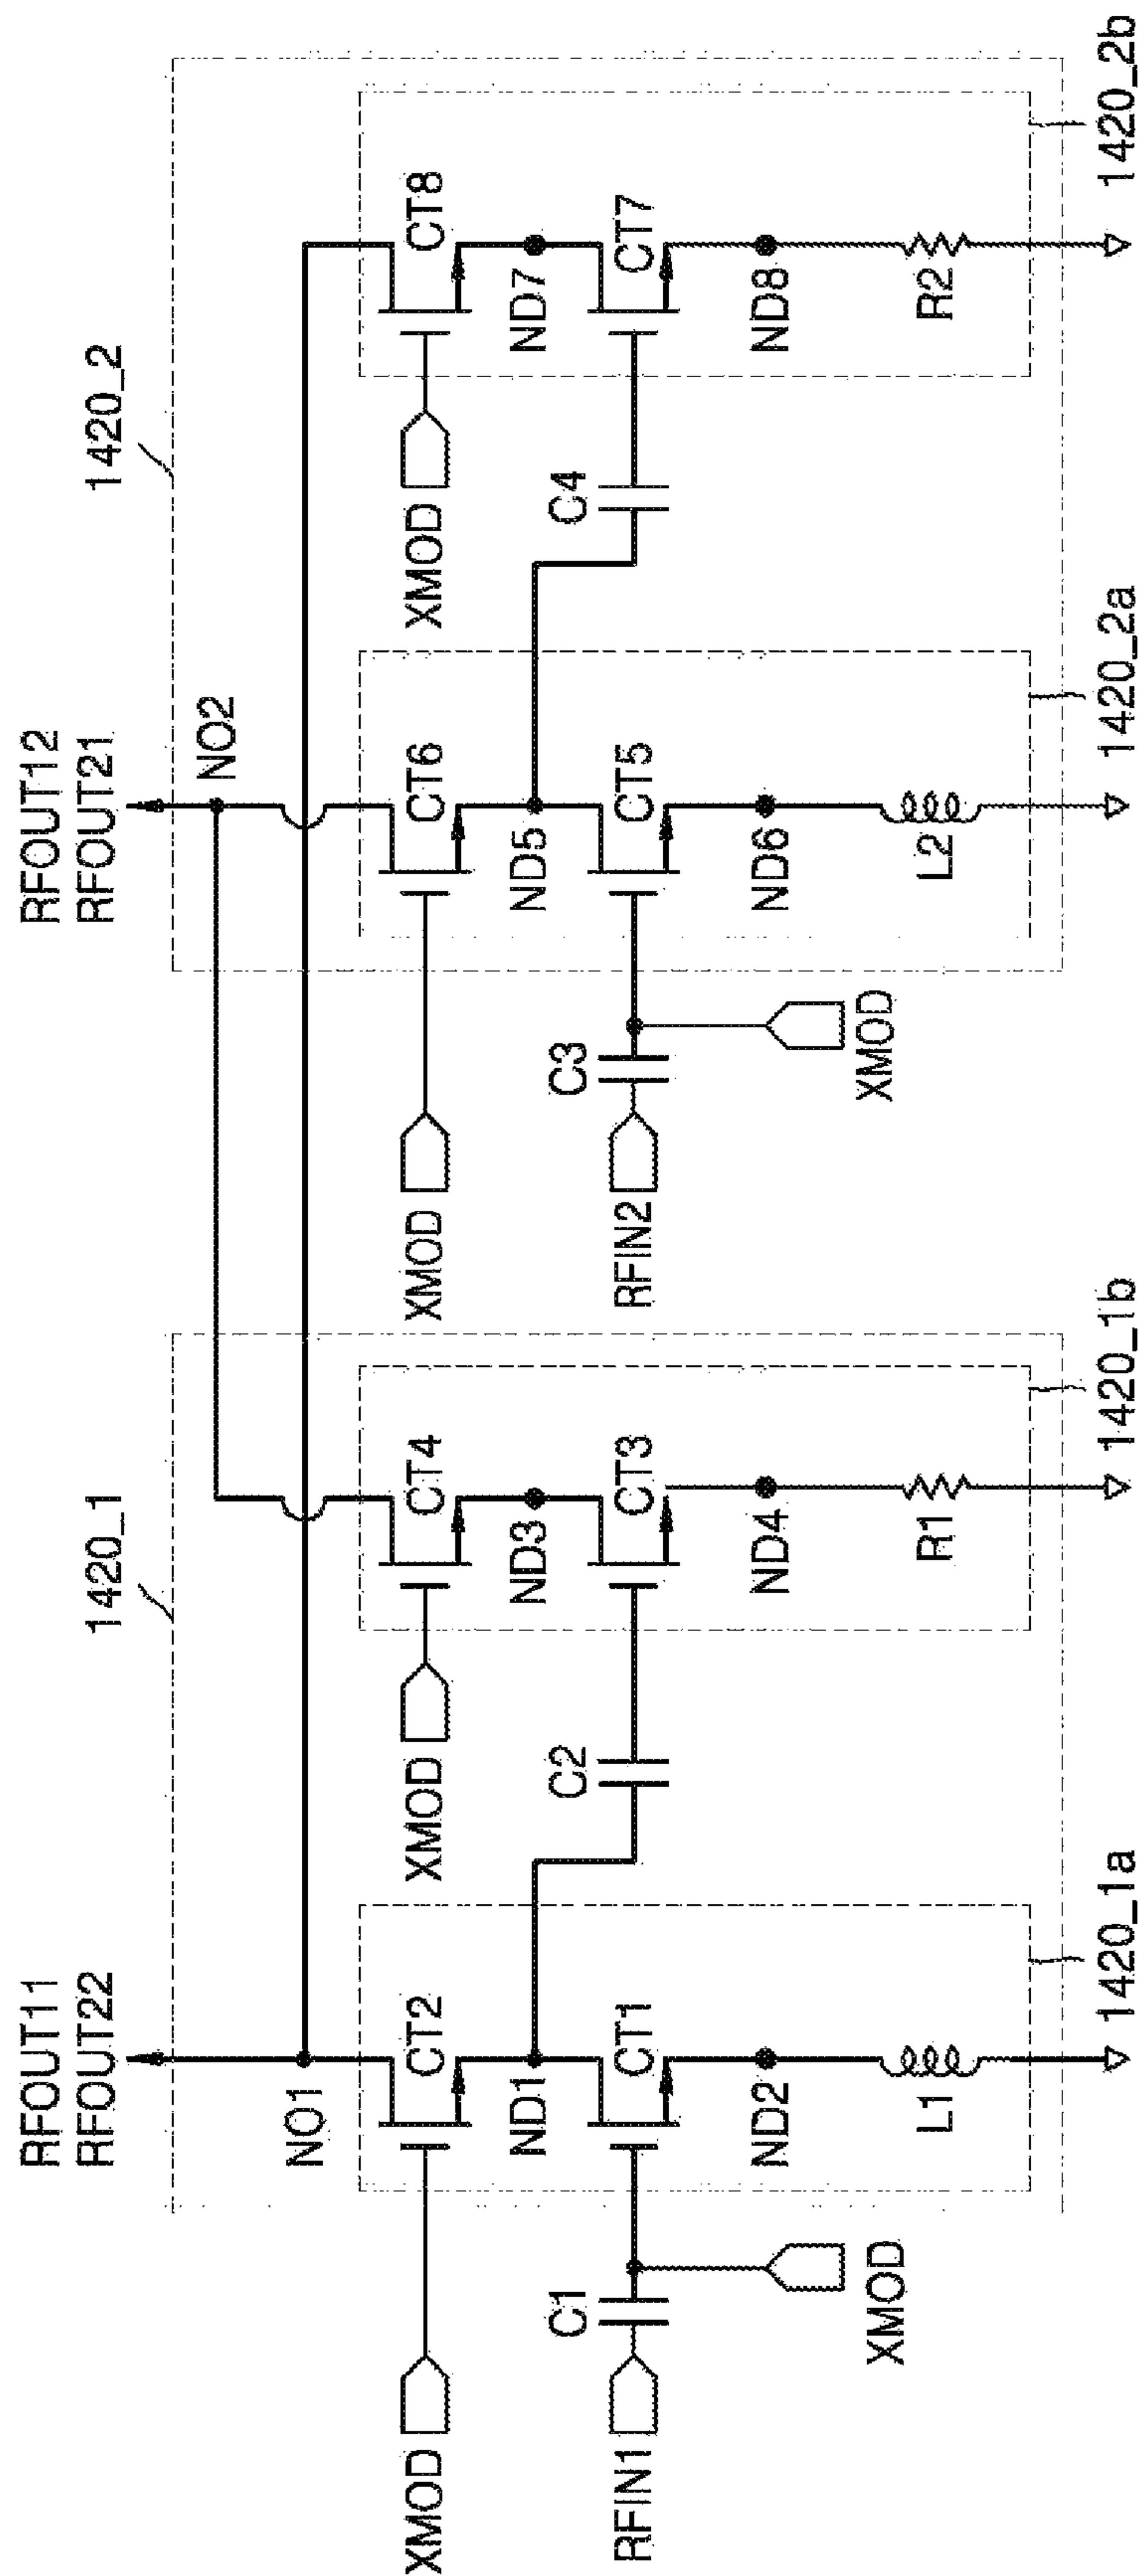 RFOUT11
RFOUT22
RFOUT12
RFOUT21
1420_1
1420_2
NO1
NO2
XMOD
CT2
XMOD
CT4
XMOD
CT6
XMOD
CT8
ND1
ND3
ND5
ND7
RFIN1
C1
CT1
C2
CT3
RFIN2
C3
CT5
C4
CT7
XMOD
ND2
ND4
XMOD
ND6
ND8
L1
R1
L2
R2
1420_1a
1420_1b
1420_2a
1420_2b